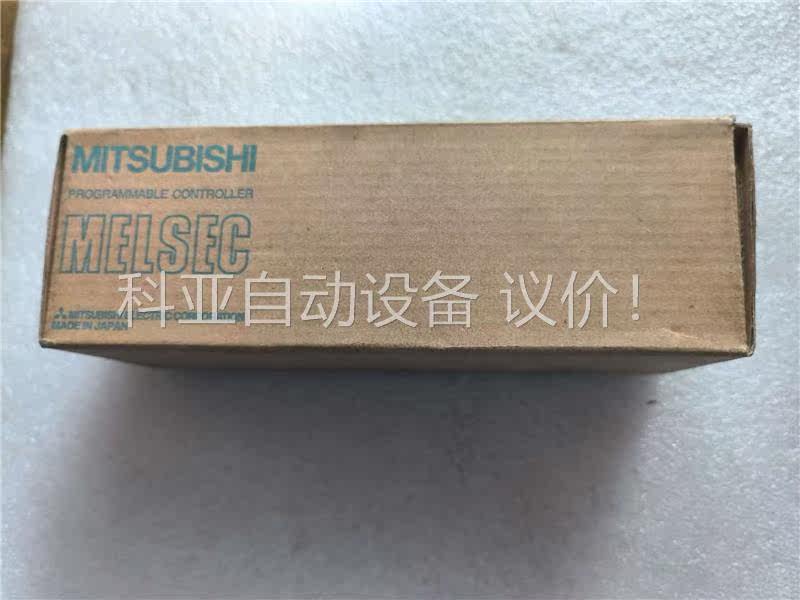 MITSUBISHI
PROGRAMMABLE CONTROLLER
MELSEC
科亚自动设备 议价！
MITSUBISHI ELECTRIC CORPORATION
MADE IN JAPAN